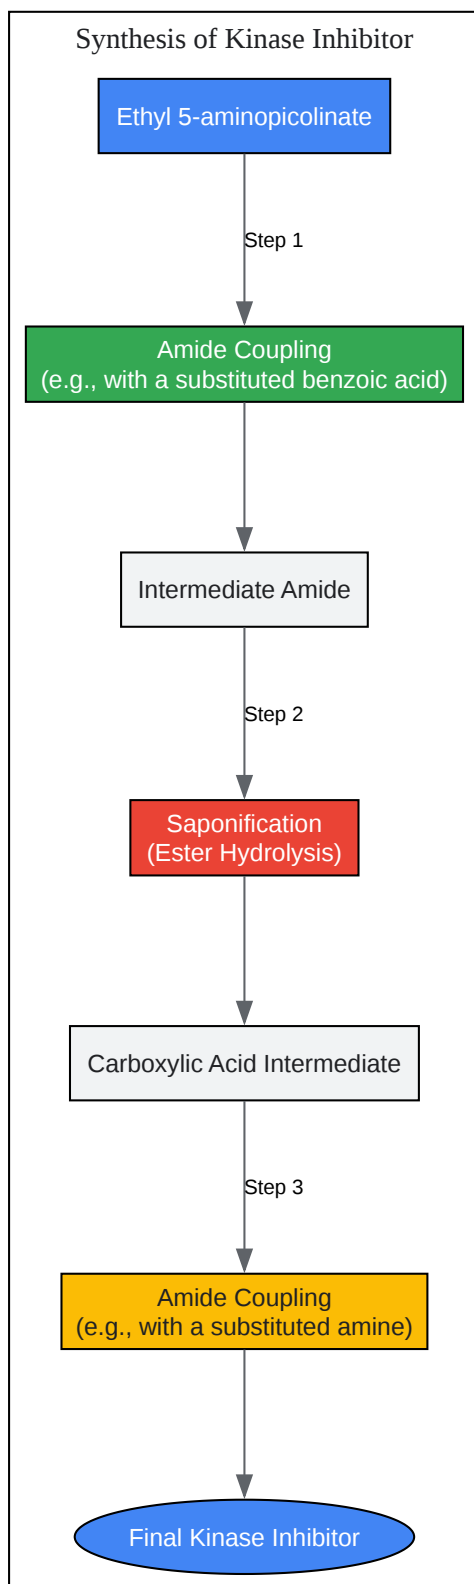 Synthesis of Kinase Inhibitor
Ethyl 5-aminopicolinate
Step 1
Amide Coupling
(e.g., with a substituted benzoic acid)
Intermediate Amide
Step 2
Saponification
(Ester Hydrolysis)
Carboxylic Acid Intermediate
Step 3
Amide Coupling
(e.g., with a substituted amine)
Final Kinase Inhibitor